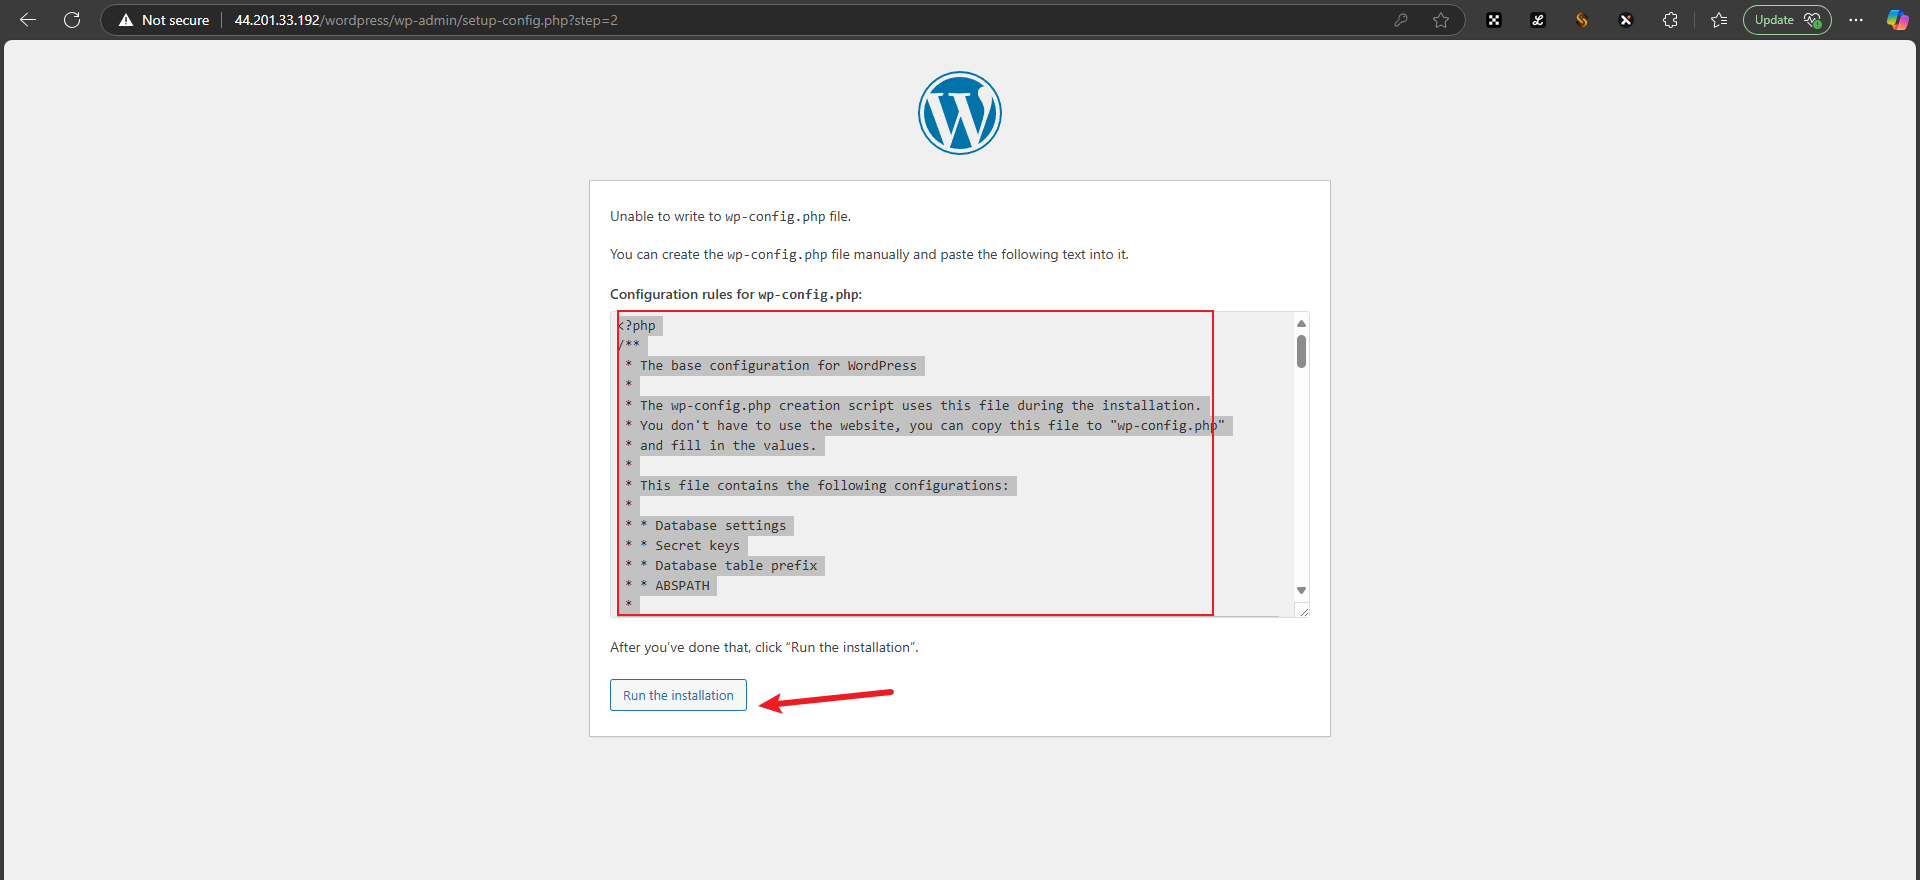 Not secure
44.201.33.192/wordpress/wp-admin/setup-config.php?step=2
Update
Unable to write to wp-config.php file.
You can create the wp-config.php file manually and paste the following text into it.
Configuration rules for wp-config.php:
<?php
/**
* The base configuration for WordPress
*
* The wp-config.php creation script uses this file during the installation.
* You don't have to use the website, you can copy this file to "wp-config.php"
* and fill in the values.
*
* This file contains the following configurations:
*
* * Database settings
* * Secret keys
* * Database table prefix
* * ABSPATH
*
After you’ve done that, click “Run the installation”.
Run the installation